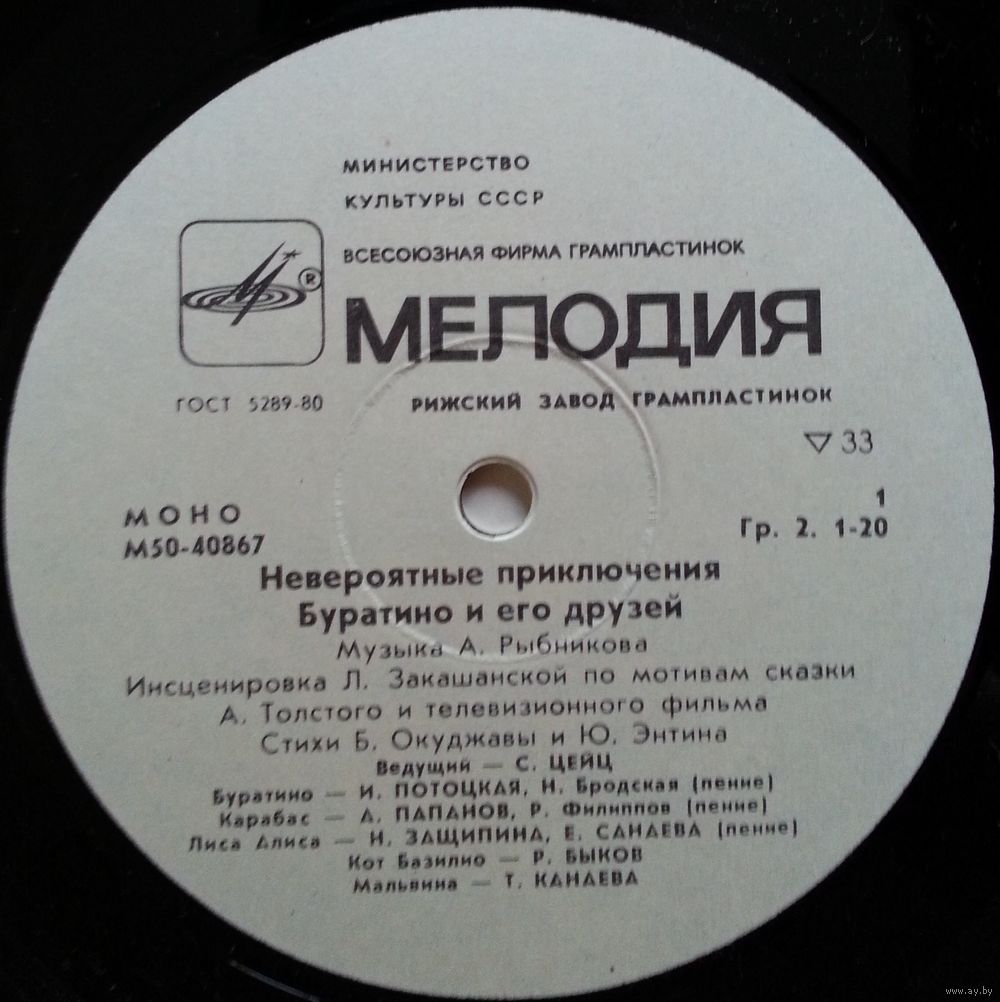 МИНИСТЕРСТВО
КУЛЬТУРЫ СССР
ВСЕСОЮЗНАЯ ФИРМА ГРАМПЛАСТИНОК
®
МЕЛОДИЯ
ГОСТ 5289-80
РИЖСКИЙ ЗАВОД ГРАМПЛАСТИНОК
▽ 33
МОНО
1
М50-40867
Гр. 2. 1-20
Невероятные приключения
Буратино и его друзей
Музыка А. Рыбникова
Инсценировка Л. Закашанской по мотивам сказки
А. Толстого и телевизионного фильма
Стихи Б. Окуджавы и Ю. Энтина
Ведущий — С. ЦЕЙЦ
Буратино — И. ПОТОЦКАЯ, Н. Бродская (пение)
Карабас — А. ПАПАНОВ, Р. Филиппов (пение)
Лиса Алиса — Н. ЗАЩИПИНА, Е. САНАЕВА (пение)
Кот Базилио — Р. БЫКОВ
Мальвина — Т. КАНАЕВА
www.ay.by